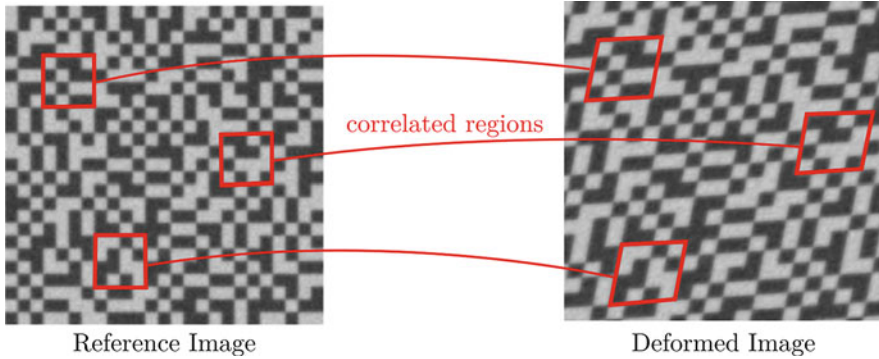 correlated regions
Reference Image
Deformed Image